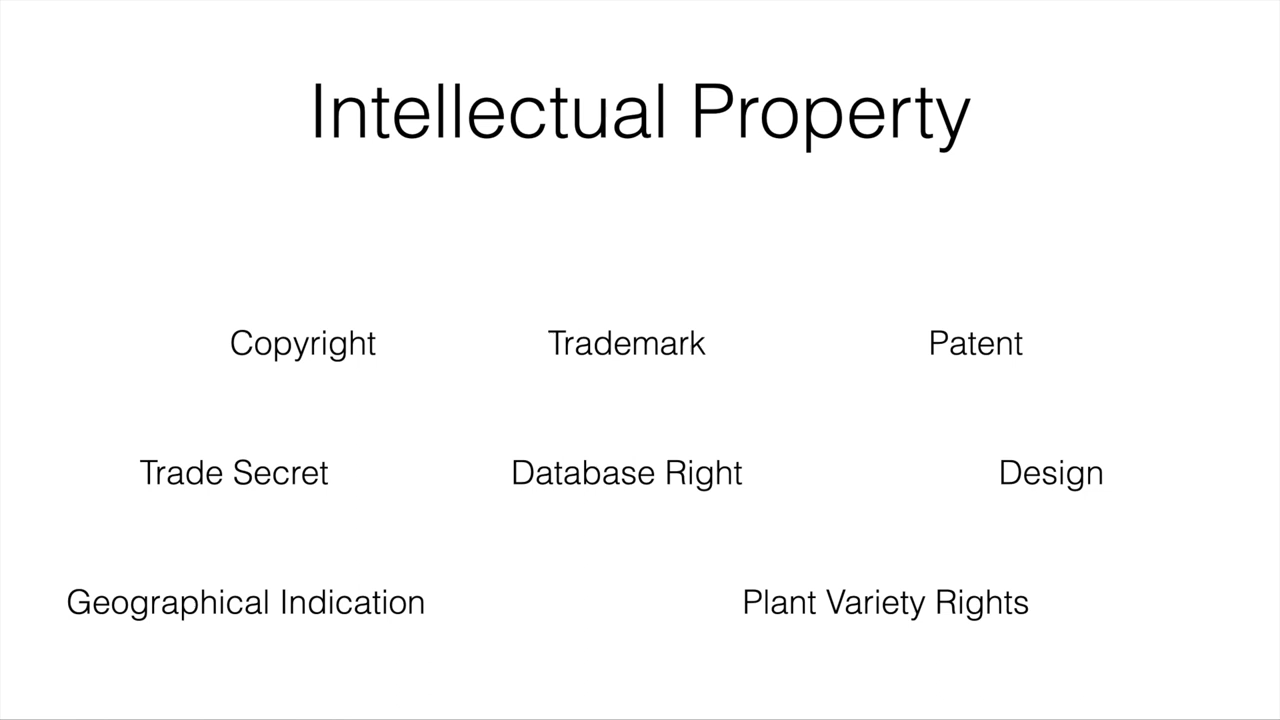 Intellectual Property
Copyright Trademark Patent
Trade Secret Database Right Design
Geographical Indication Plant Variety Rights